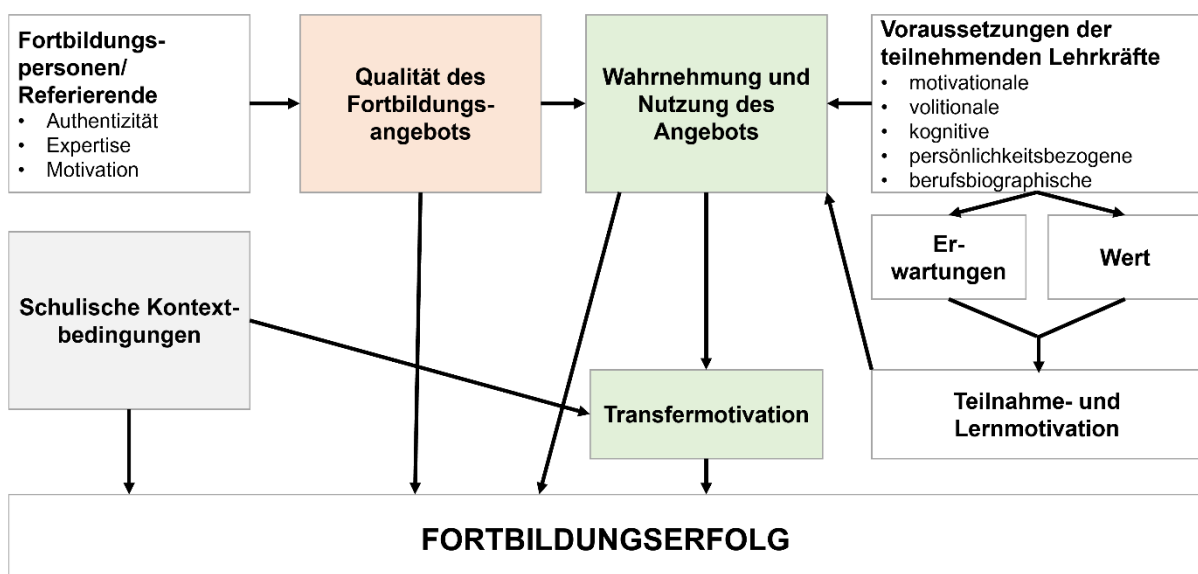 Fortbildungs-
personen/
Referierende
• Authentizität
• Expertise
• Motivation
Qualität des
Fortbildungs-
angebots
Wahrnehmung und
Nutzung des
Angebots
Voraussetzungen der
teilnehmenden Lehrkräfte
• motivationale
• volitionale
• kognitive
• persönlichkeitsbezogene
• berufsbiographische
Er-
wartungen
Wert
Schulische Kontext-
bedingungen
Transfermotivation
Teilnahme- und
Lernmotivation
FORTBILDUNGSERFOLG